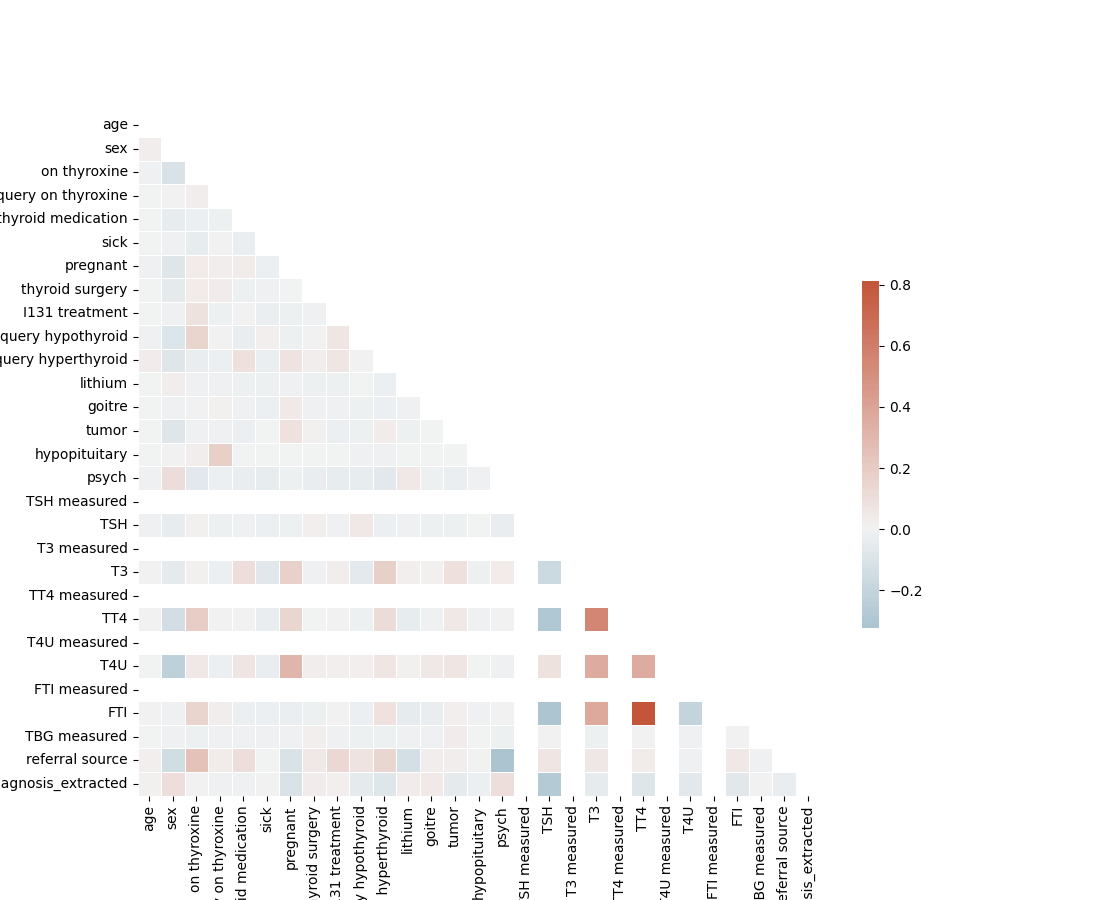 age
sex
on thyroxine
query on thyroxine
thyroid medication
sick
pregnant
thyroid surgery
I131 treatment
query hypothyroid
query hyperthyroid
lithium
goitre
tumor
hypopituitary
psych
TSH measured
TSH
T3 measured
T3
TT4 measured
TT4
T4U measured
T4U
FTI measured
FTI
TBG measured
referral source
agnosis_extracted
0.8
0.6
0.4
0.2
0.0
−0.2
age
sex
on thyroxine
on thyroxine
id medication
sick
pregnant
yroid surgery
131 treatment
y hypothyroid
hyperthyroid
lithium
goitre
tumor
hypopituitary
psych
SH measured
TSH
T3 measured
T3
TT4 measured
TT4
T4U measured
T4U
FTI measured
FTI
BG measured
eferral source
sis_extracted